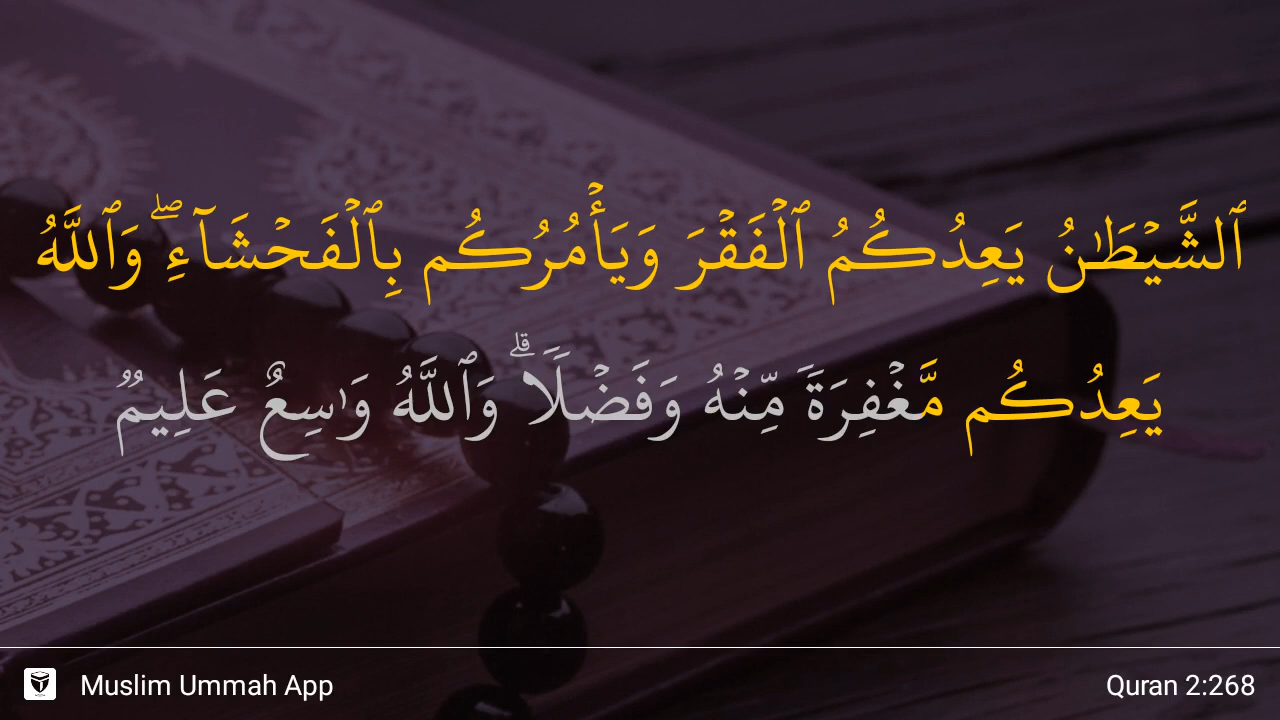 ٱلشَّيْطَٰنُ يَعِدُكُمُ ٱلْفَقْرَ وَيَأْمُرُكُم بِٱلْفَحْشَآءِ ۖ وَٱللَّهُ
يَعِدُكُم مَّغْفِرَةً مِّنْهُ وَفَضْلًا ۗ وَٱللَّهُ وَٰسِعٌ عَلِيمٌ
Muslim Ummah App
Quran 2:268